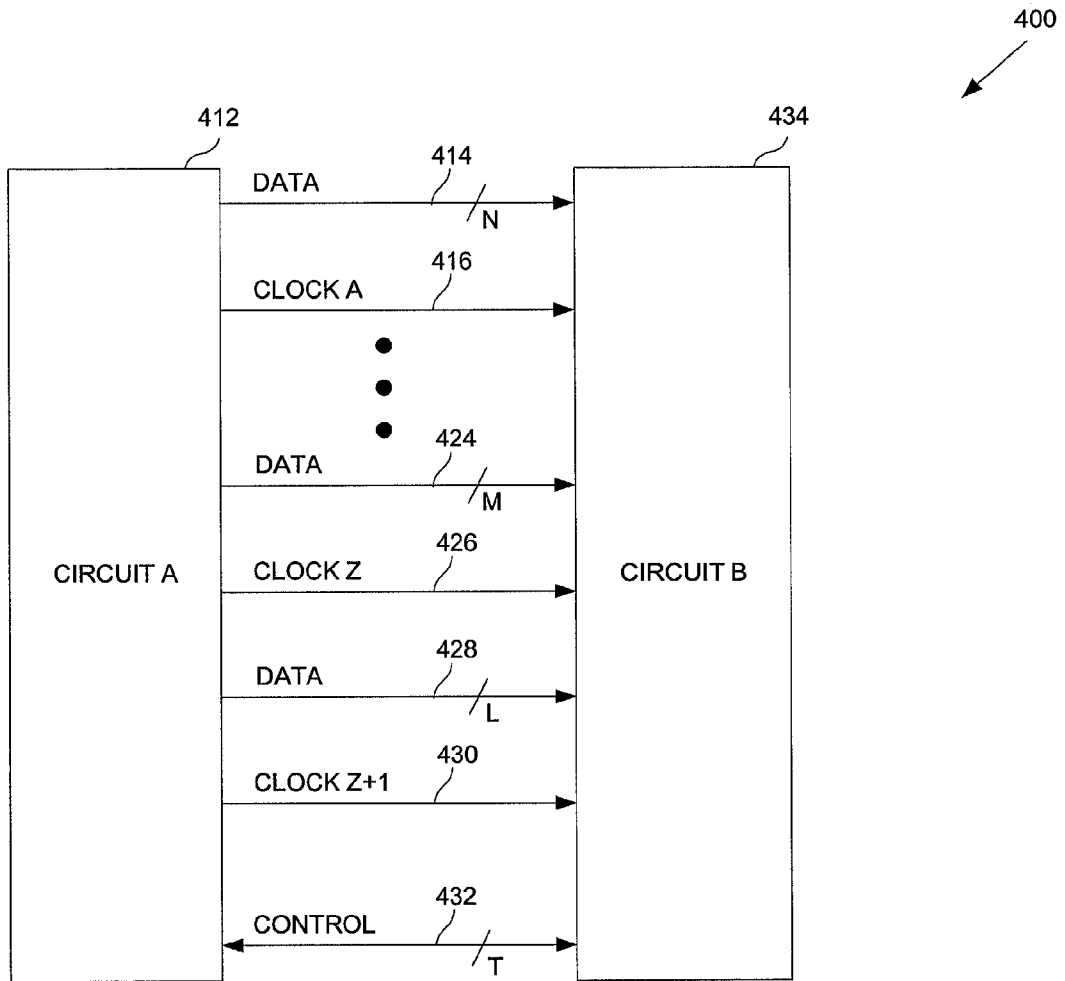 400
412
434
DATA
414
N
CLOCK A
416
DATA
424
M
CIRCUIT A
CLOCK Z
426
CIRCUIT B
DATA
428
L
CLOCK Z+1
430
CONTROL
432
T